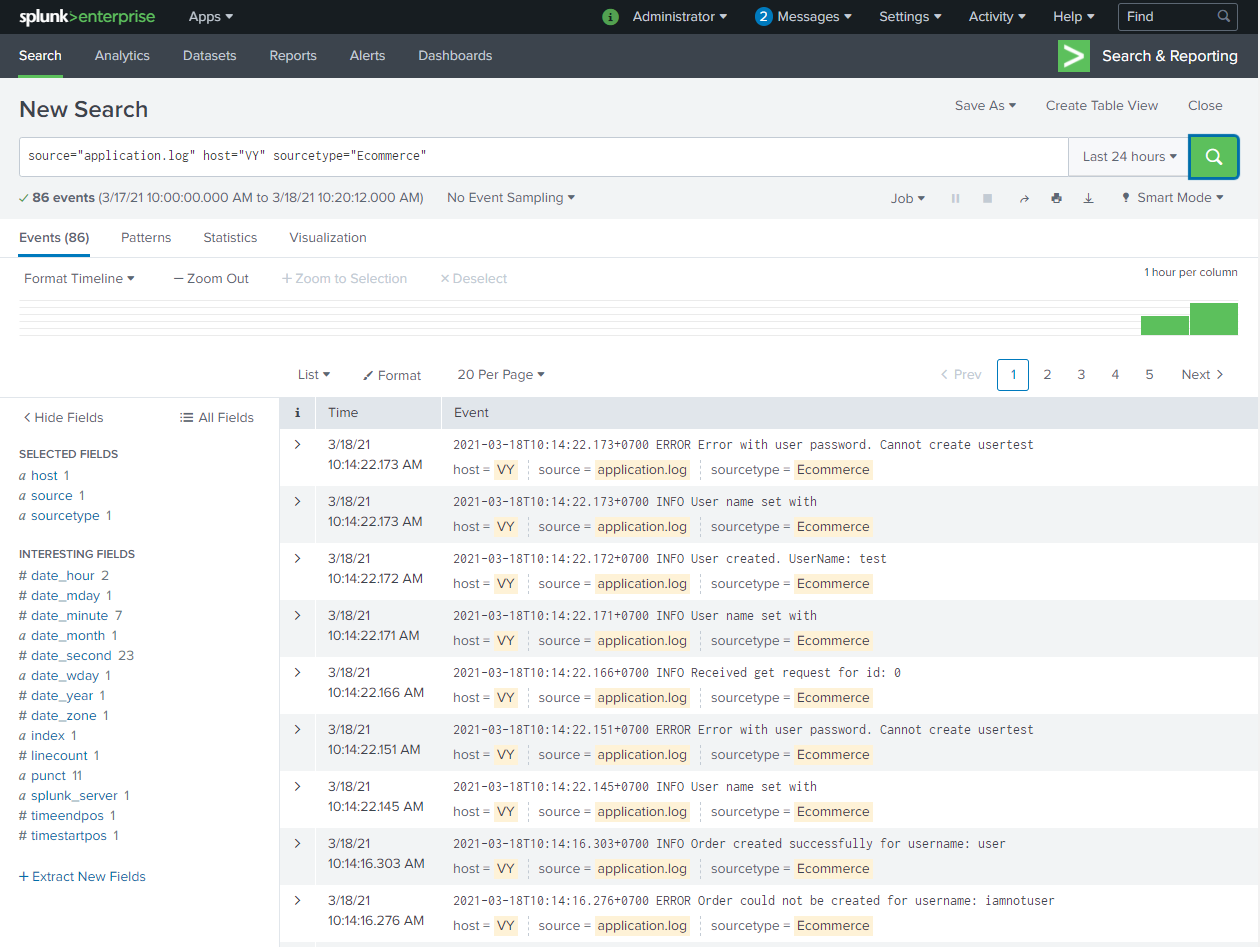 splunk>enterprise Apps i Administrator 2 Messages Settings Activity Help Find
Search Analytics Datasets Reports Alerts Dashboards Search & Reporting
New Search Save As Create Table View Close
source="application.log" host="VY" sourcetype="Ecommerce" Last 24 hours
86 events (3/17/21 10:00:00.000 AM to 3/18/21 10:20:12.000 AM) No Event Sampling Job Smart Mode
Events (86) Patterns Statistics Visualization
Format Timeline — Zoom Out + Zoom to Selection × Deselect 1 hour per column
List Format 20 Per Page < Prev 1 2 3 4 5 Next >
< Hide Fields All Fields
SELECTED FIELDS
a host 1
a source 1
a sourcetype 1
INTERESTING FIELDS
# date_hour 2
# date_mday 1
# date_minute 7
a date_month 1
# date_second 23
a date_wday 1
# date_year 1
# date_zone 1
a index 1
# linecount 1
a punct 11
a splunk_server 1
# timeendpos 1
# timestartpos 1
+ Extract New Fields
i Time Event
> 3/18/21 2021-03-18T10:14:22.173+0700 ERROR Error with user password. Cannot create usertest
10:14:22.173 AM host = VY source = application.log sourcetype = Ecommerce
> 3/18/21 2021-03-18T10:14:22.173+0700 INFO User name set with
10:14:22.173 AM host = VY source = application.log sourcetype = Ecommerce
> 3/18/21 2021-03-18T10:14:22.172+0700 INFO User created. UserName: test
10:14:22.172 AM host = VY source = application.log sourcetype = Ecommerce
> 3/18/21 2021-03-18T10:14:22.171+0700 INFO User name set with
10:14:22.171 AM host = VY source = application.log sourcetype = Ecommerce
> 3/18/21 2021-03-18T10:14:22.166+0700 INFO Received get request for id: 0
10:14:22.166 AM host = VY source = application.log sourcetype = Ecommerce
> 3/18/21 2021-03-18T10:14:22.151+0700 ERROR Error with user password. Cannot create usertest
10:14:22.151 AM host = VY source = application.log sourcetype = Ecommerce
> 3/18/21 2021-03-18T10:14:22.145+0700 INFO User name set with
10:14:22.145 AM host = VY source = application.log sourcetype = Ecommerce
> 3/18/21 2021-03-18T10:14:16.303+0700 INFO Order created successfully for username: user
10:14:16.303 AM host = VY source = application.log sourcetype = Ecommerce
> 3/18/21 2021-03-18T10:14:16.276+0700 ERROR Order could not be created for username: iamnotuser
10:14:16.276 AM host = VY source = application.log sourcetype = Ecommerce